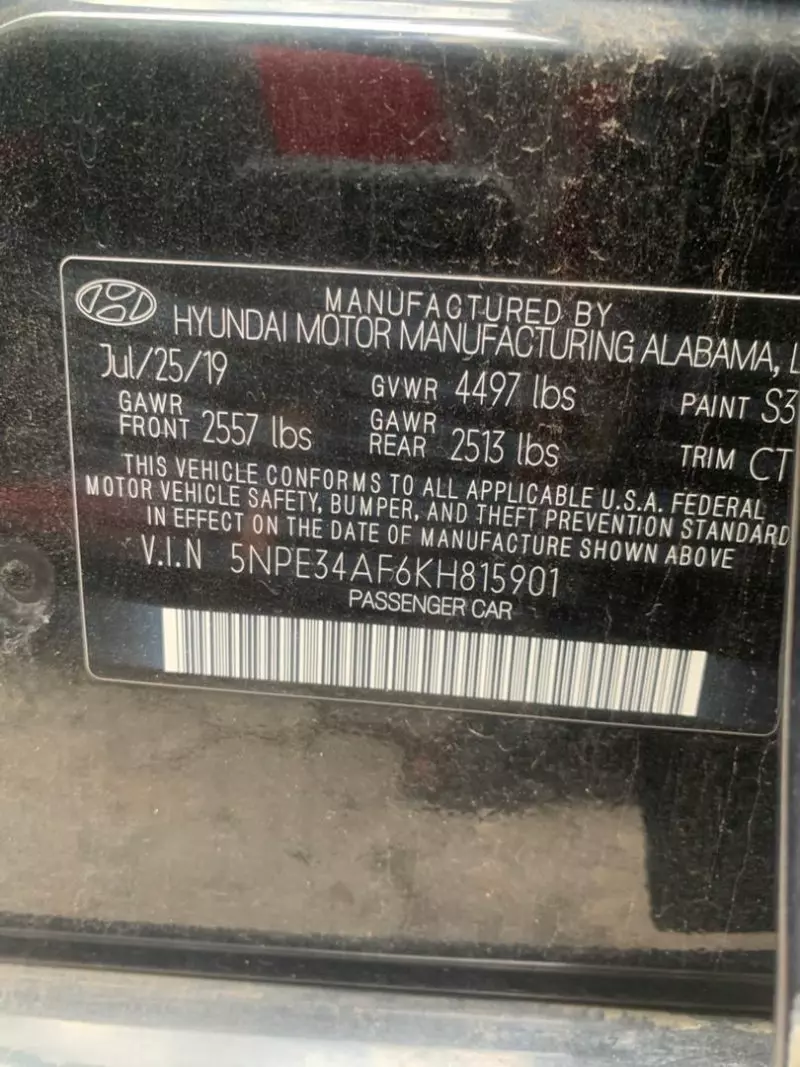 MANUFACTURED BY
HYUNDAI MOTOR MANUFACTURING ALABAMA, L
Jul/25/19 GVWR 4497 lbs PAINT S3
GAWR FRONT 2557 lbs GAWR REAR 2513 lbs TRIM CT
THIS VEHICLE CONFORMS TO ALL APPLICABLE U.S.A. FEDERAL
MOTOR VEHICLE SAFETY, BUMPER, AND THEFT PREVENTION STANDARD
IN EFFECT ON THE DATE OF MANUFACTURE SHOWN ABOVE
V.I.N 5NPE34AF6KH815901
PASSENGER CAR